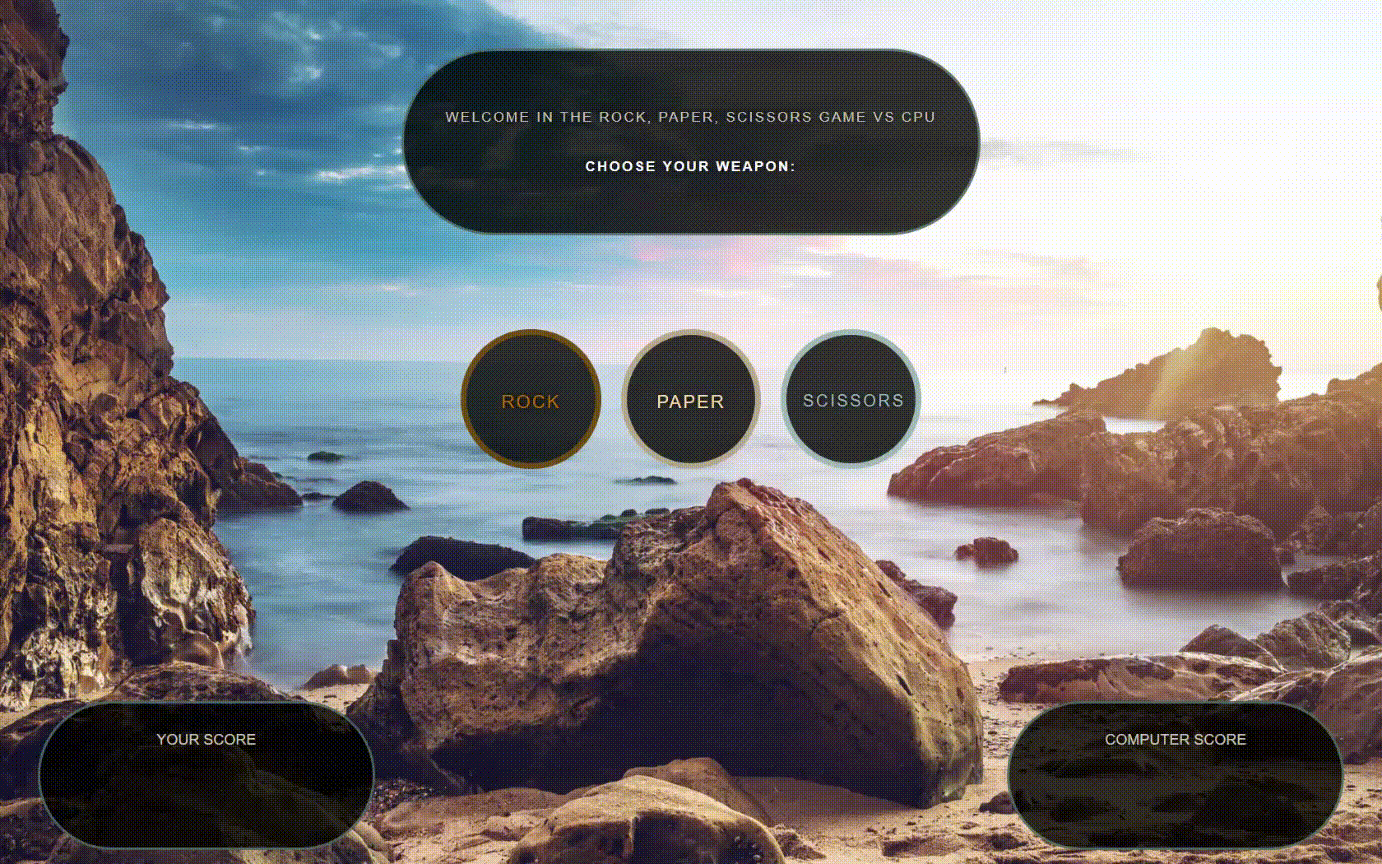 WELCOME IN THE ROCK, PAPER, SCISSORS GAME VS CPU
CHOOSE YOUR WEAPON:
ROCK
PAPER
SCISSORS
YOUR SCORE
COMPUTER SCORE